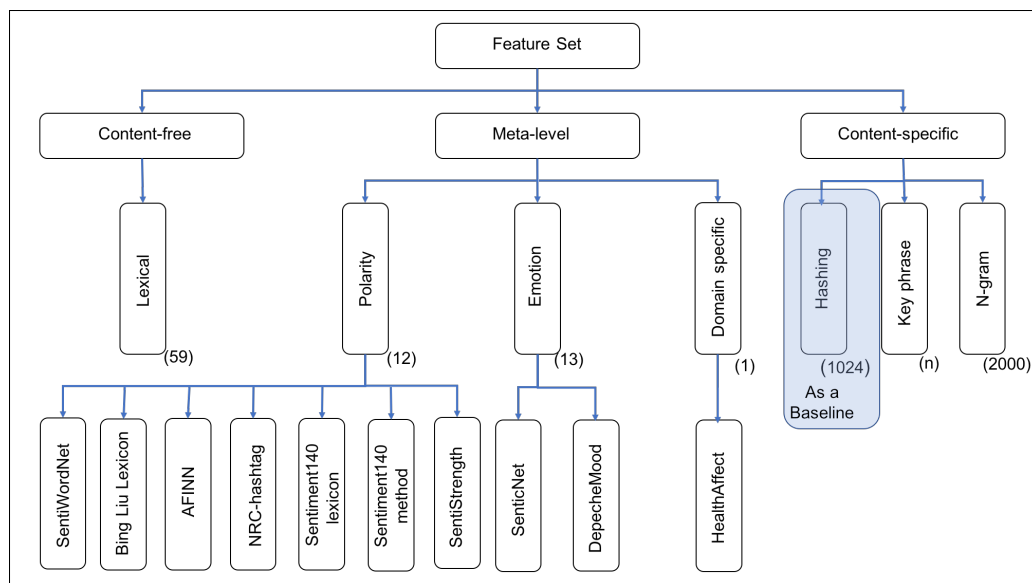 Feature Set
Content-free
Meta-level
Content-specific
Lexical
(59)
Polarity
(12)
Emotion
(13)
Domain specific
(1)
Hashing
(1024)
As a
Baseline
Key phrase
(n)
N-gram
(2000)
SentiWordNet
Bing Liu Lexicon
AFINN
NRC-hashtag
Sentiment140
lexicon
Sentiment140
method
SentiStrength
SenticNet
DepecheMood
HealthAffect